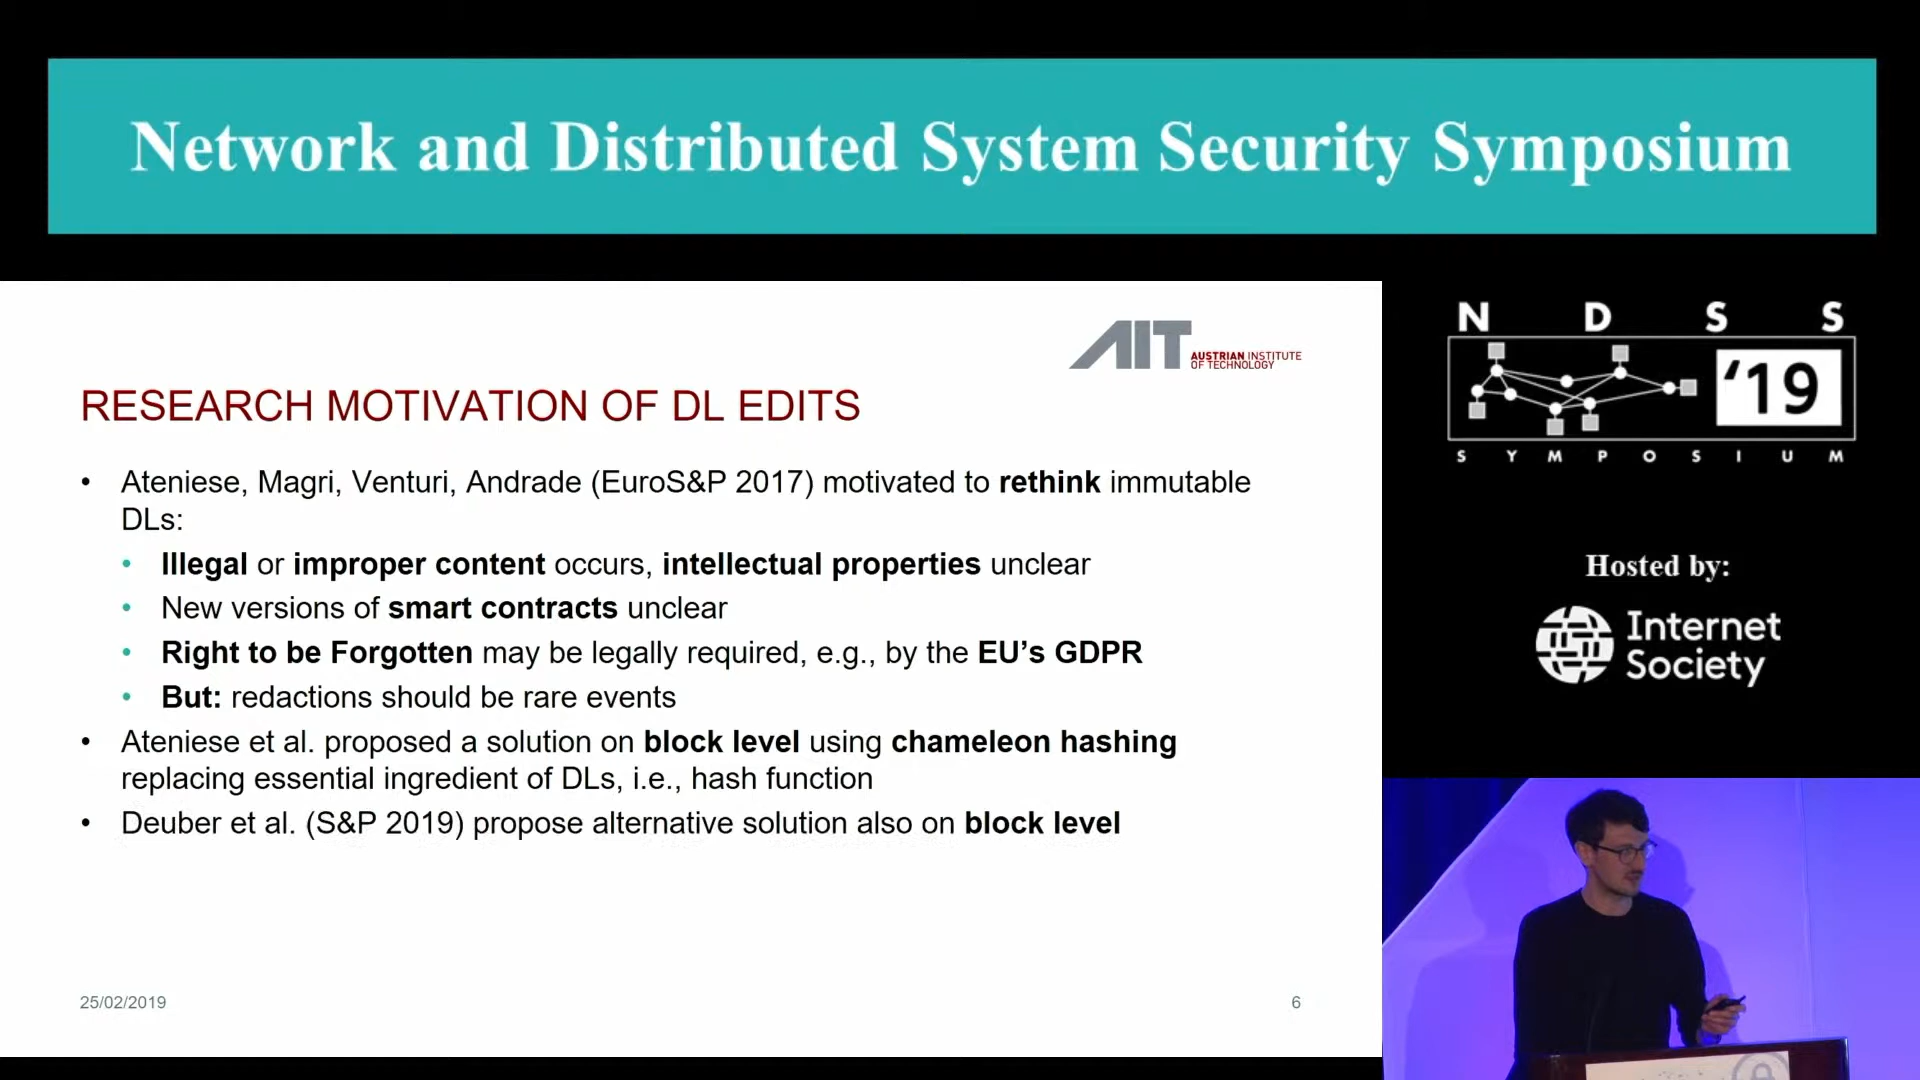 Network and Distributed System Security Symposium
AIT
AUSTRIAN INSTITUTE
OF TECHNOLOGY
RESEARCH MOTIVATION OF DL EDITS
• Ateniese, Magri, Venturi, Andrade (EuroS&P 2017) motivated to rethink immutable
DLs:
• Illegal or improper content occurs, intellectual properties unclear
• New versions of smart contracts unclear
• Right to be Forgotten may be legally required, e.g., by the EU’s GDPR
• But: redactions should be rare events
• Ateniese et al. proposed a solution on block level using chameleon hashing
replacing essential ingredient of DLs, i.e., hash function
• Deuber et al. (S&P 2019) propose alternative solution also on block level
25/02/2019
6
N D S S
‘19
S Y M P O S I U M
Hosted by:
Internet
Society